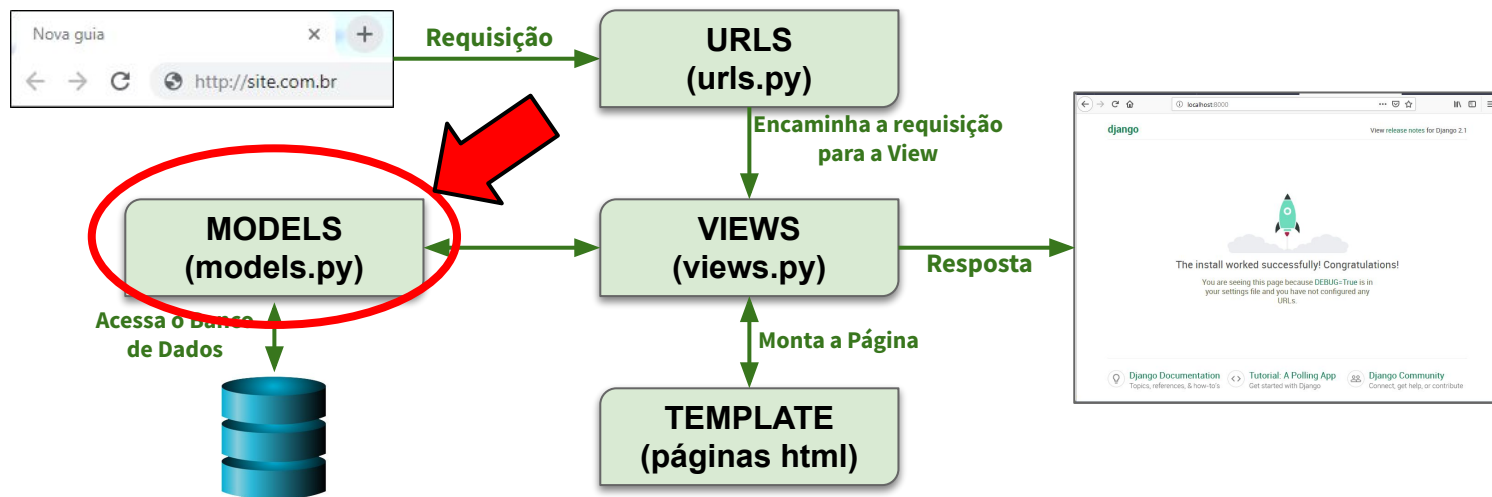 Nova guia
http://site.com.br
Requisição
URLS
(urls.py)
Encaminha a requisição
para a View
MODELS
(models.py)
VIEWS
(views.py)
Resposta
Acessa o Banco
de Dados
Monta a Página
TEMPLATE
(páginas html)
localhost:8000
django
View release notes for Django 2.1
The install worked successfully! Congratulations!
You are seeing this page because DEBUG=True is in
your settings file and you have not configured any
URLs.
Django Documentation
Topics, references, & how-to's
Tutorial: A Polling App
Get started with Django
Django Community
Connect, get help, or contribute